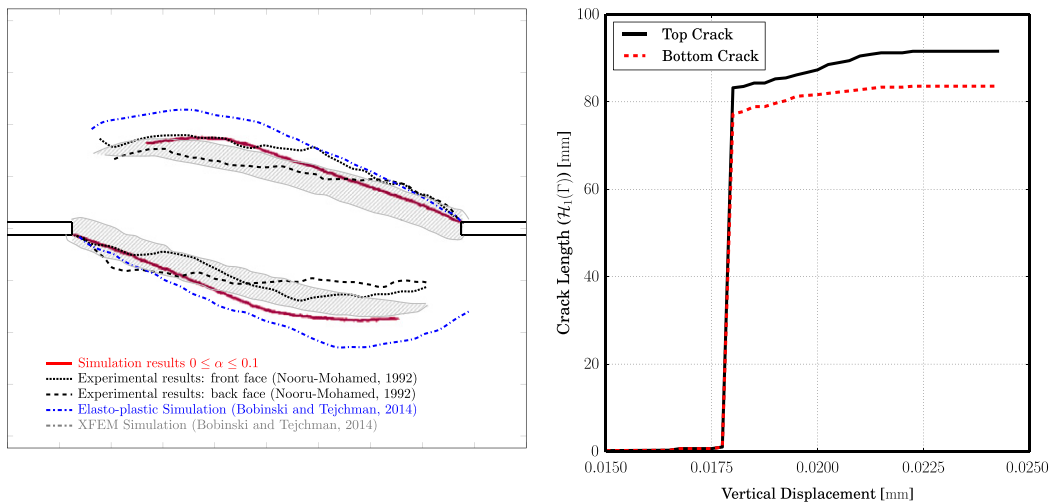 Simulation results 0 ≤ α ≤ 0.1
Experimental results: front face (Nooru-Mohamed, 1992)
Experimental results: back face (Nooru-Mohamed, 1992)
Elasto-plastic Simulation (Bobinski and Tejchman, 2014)
XFEM Simulation (Bobinski and Tejchman, 2014)
Crack Length (ℋ₁(Γ)) [mm]
100
80
60
40
20
0
Top Crack
Bottom Crack
0.0150
0.0175
0.0200
0.0225
0.0250
Vertical Displacement [mm]